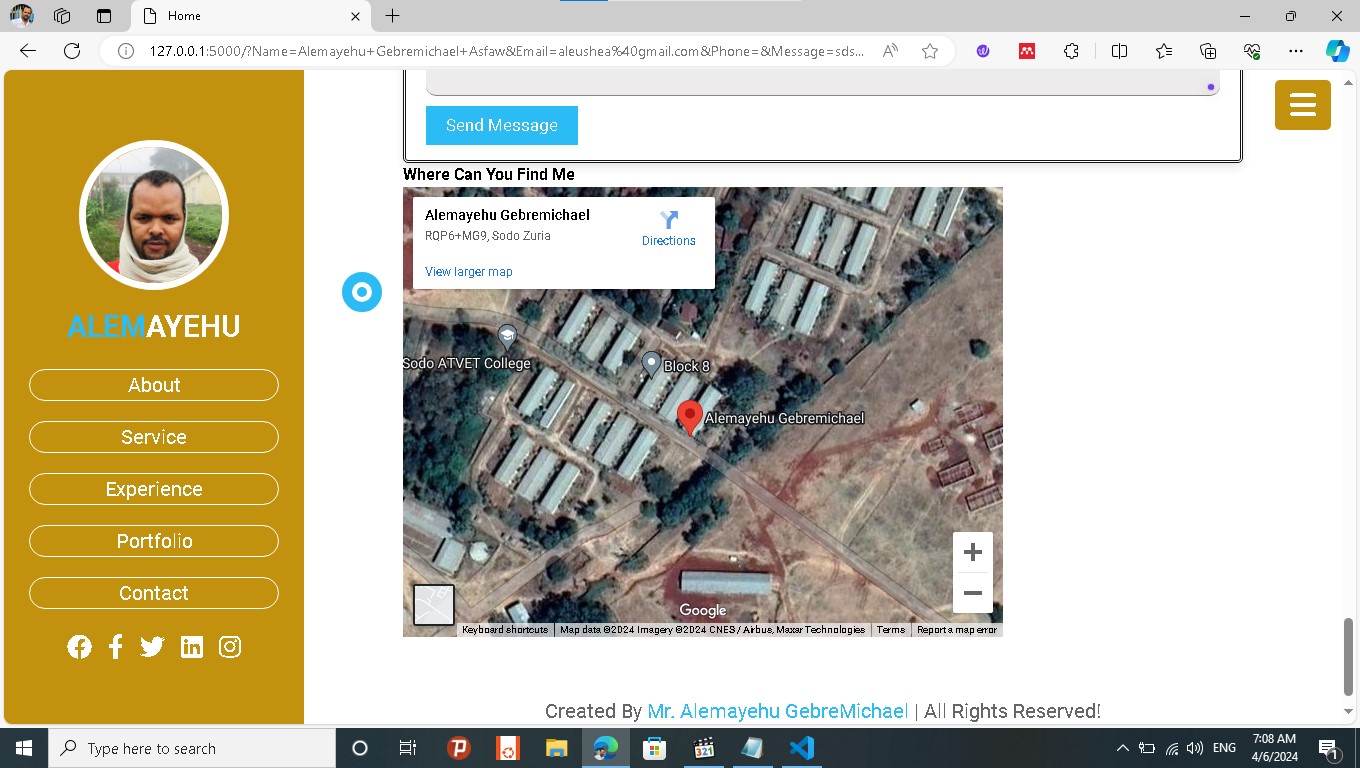 Home
127.0.0.1:5000/?Name=Alemayehu+Gebremichael+Asfaw&Email=aleushea%40gmail.com&Phone=&Message=sds...
Send Message
Where Can You Find Me
Alemayehu Gebremichael
RQP6+MG9, Sodo Zuria
Directions
View larger map
ALEMAYEHU
About
Service
Experience
Portfolio
Contact
Sodo ATVET College
Block 8
Alemayehu Gebremichael
Google
Keyboard shortcuts
Map data ©2024 Imagery ©2024 CNES / Airbus, Maxar Technologies
Terms
Report a map error
Created By Mr. Alemayehu GebreMichael | All Rights Reserved!
Type here to search
321
ENG
7:08 AM
4/6/2024
1